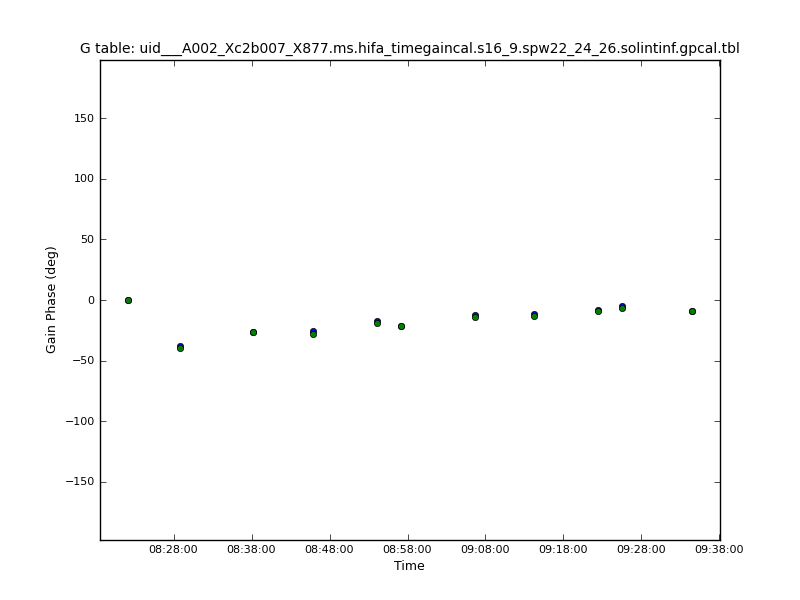 G table: uid___A002_Xc2b007_X877.ms.hifa_timegaincal.s16_9.spw22_24_26.solintinf.gpcal.tbl
150
100
50
0
−50
−100
−150
Gain Phase (deg)
08:28:00 08:38:00 08:48:00 08:58:00 09:08:00 09:18:00 09:28:00 09:38:00
Time